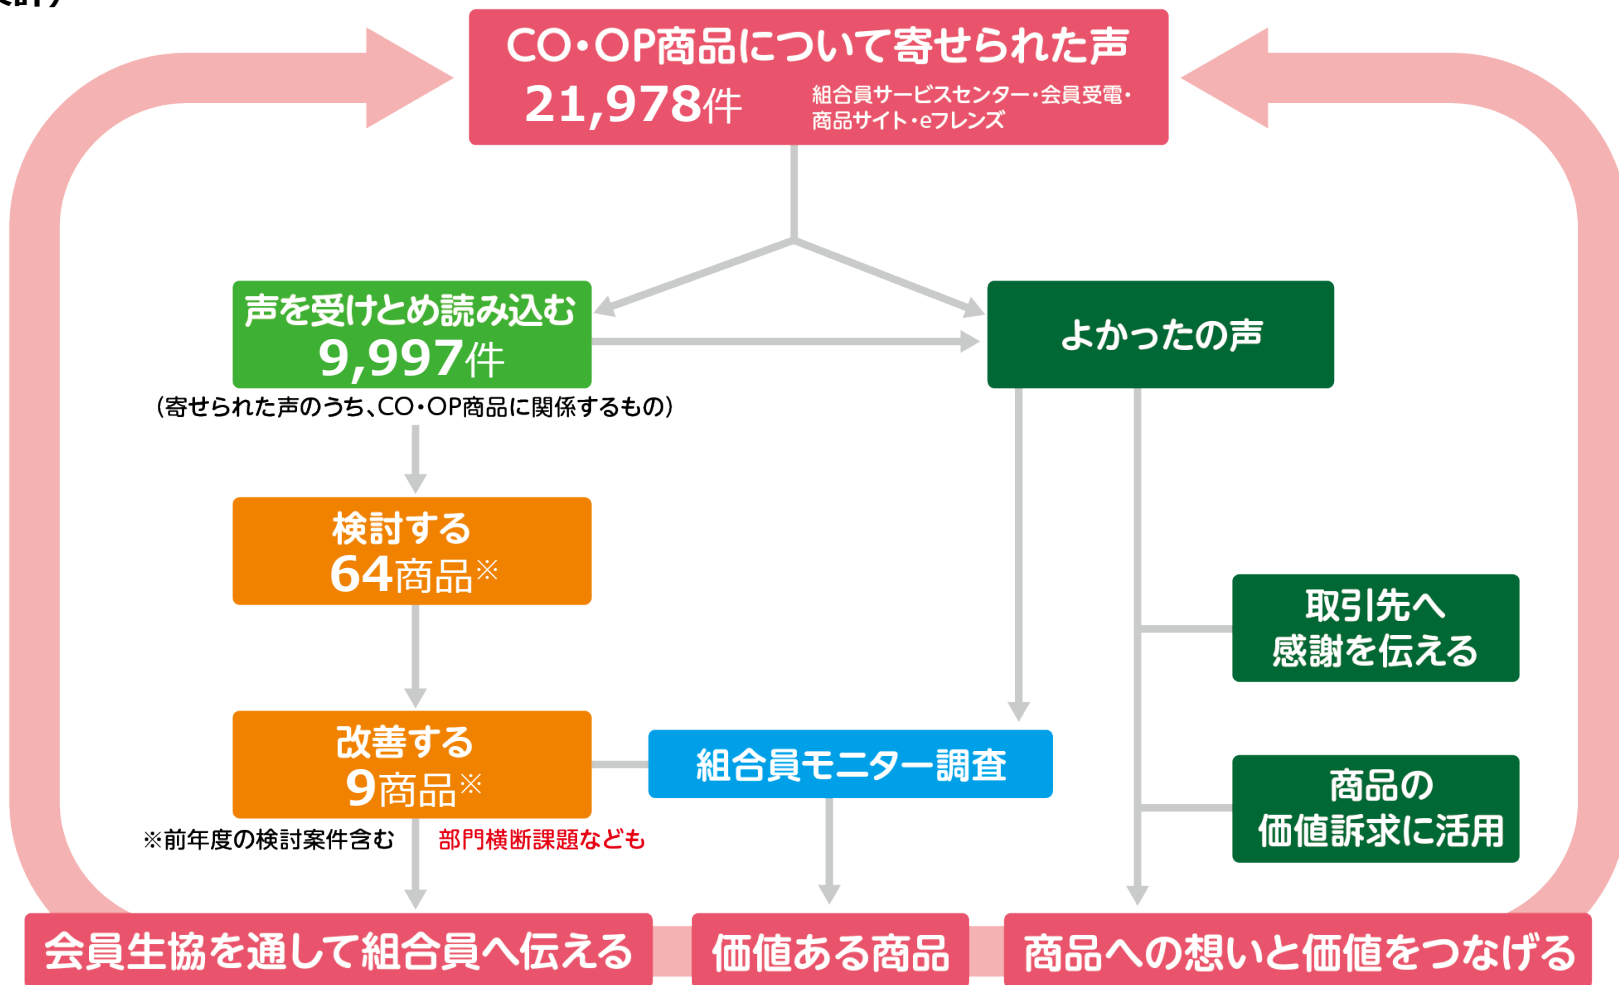 CO・OP商品について寄せられた声
21,978件
組合員サービスセンター・会員受電・
商品サイト・eフレンズ
声を受けとめ読み込む
9,997件
(寄せられた声のうち、CO・OP商品に関係するもの)
よかったの声
検討する
64商品※
取引先へ
感謝を伝える
改善する
9商品※
組合員モニター調査
商品の
価値訴求に活用
※前年度の検討案件含む
部門横断課題なども
会員生協を通して組合員へ伝える
価値ある商品
商品への想いと価値をつなげる